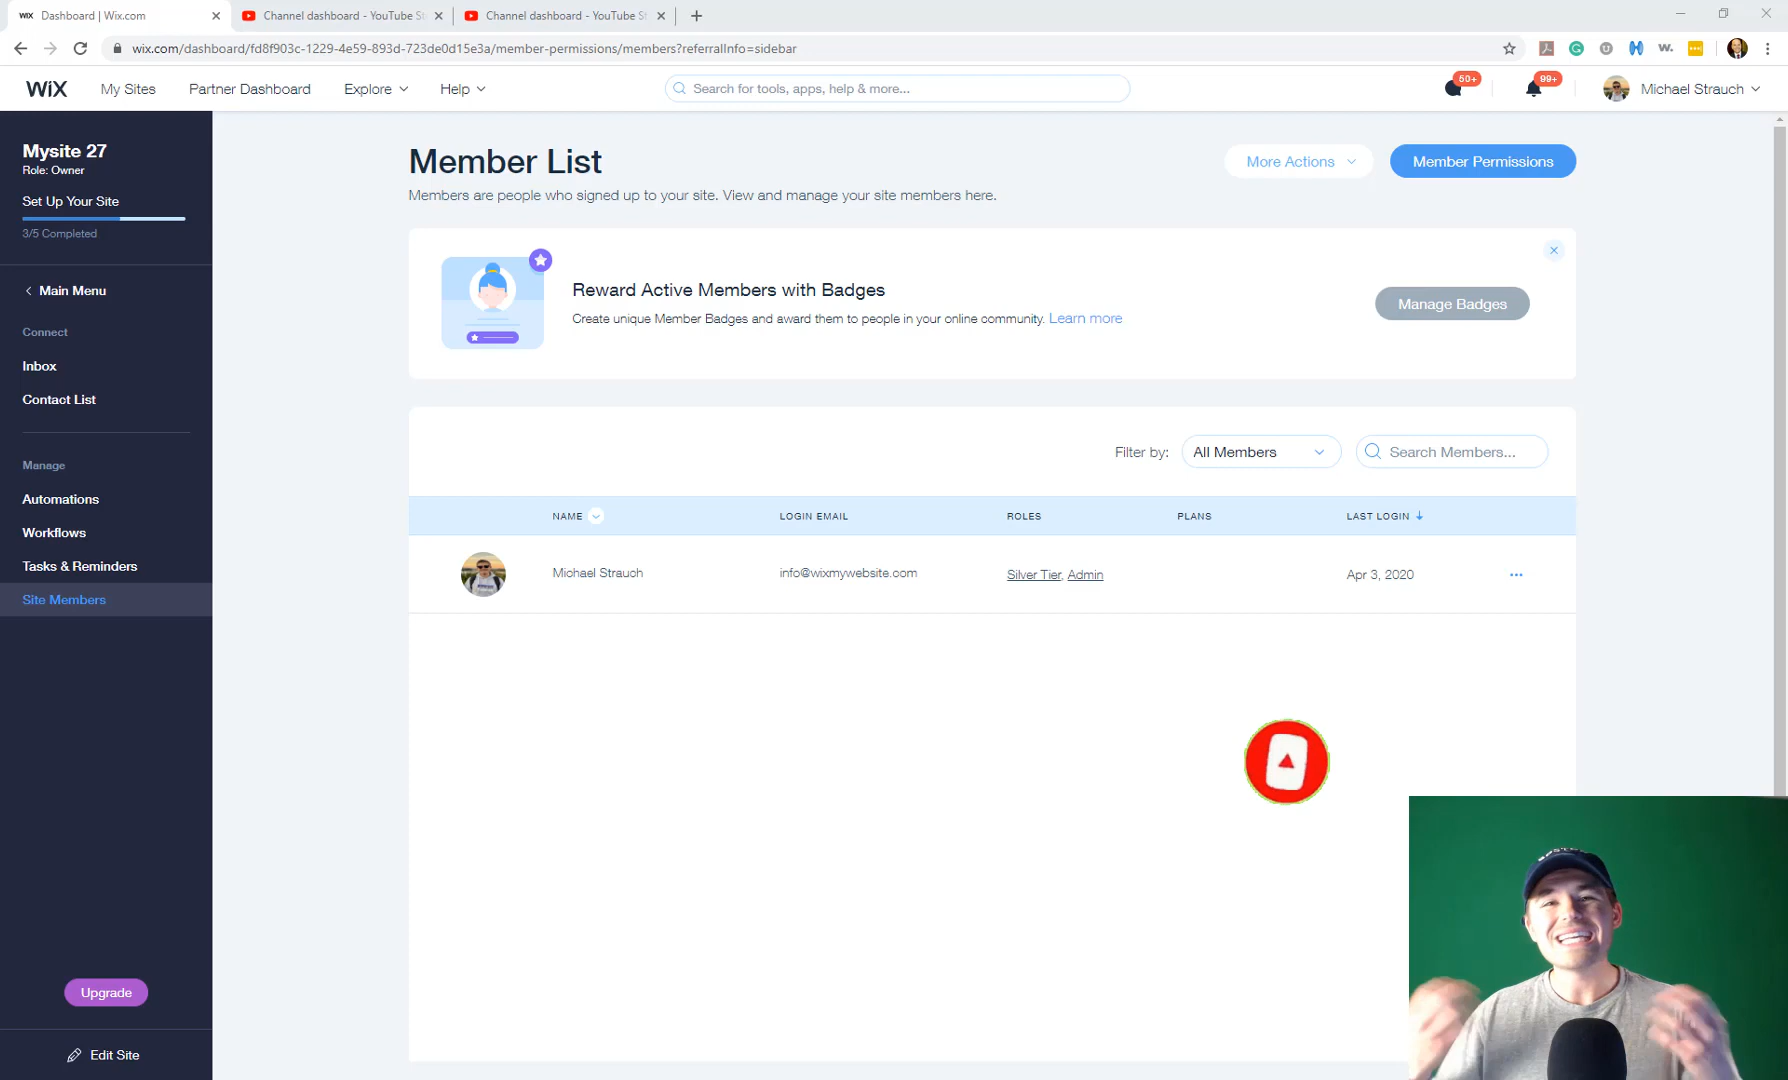 WIX Dashboard | Wix.com
Channel dashboard - YouTube St
Channel dashboard - YouTube St
wix.com/dashboard/fd8f903c-1229-4e59-893d-723de0d15e3a/member-permissions/members?referralInfo=sidebar
WIX My Sites Partner Dashboard Explore Help Search for tools, apps, help & more... 50+ 99+ Michael Strauch
Mysite 27
Role: Owner
Set Up Your Site
3/5 Completed
Main Menu
Connect
Inbox
Contact List
Manage
Automations
Workflows
Tasks & Reminders
Site Members
Upgrade
Edit Site
Member List
Members are people who signed up to your site. View and manage your site members here.
More Actions
Member Permissions
Reward Active Members with Badges
Create unique Member Badges and award them to people in your online community. Learn more
Manage Badges
Filter by: All Members Search Members...
NAME LOGIN EMAIL ROLES PLANS LAST LOGIN
Michael Strauch info@wixmywebsite.com Silver Tier, Admin Apr 3, 2020